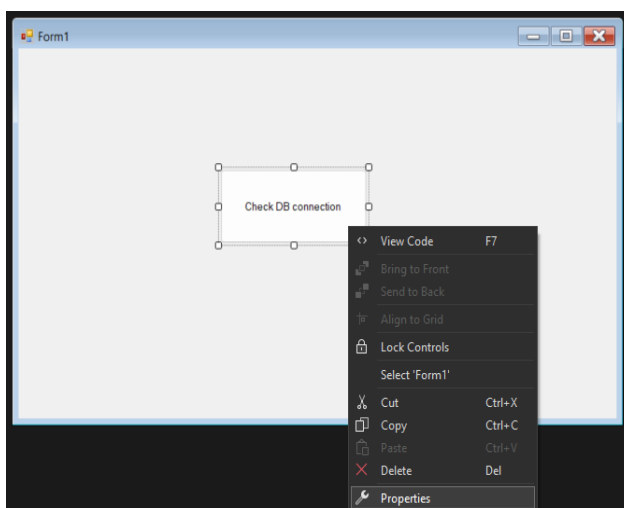 Form1
Check DB connection
View Code F7
Bring to Front
Send to Back
Align to Grid
Lock Controls
Select 'Form1'
Cut Ctrl+X
Copy Ctrl+C
Paste Ctrl+V
Delete Del
Properties